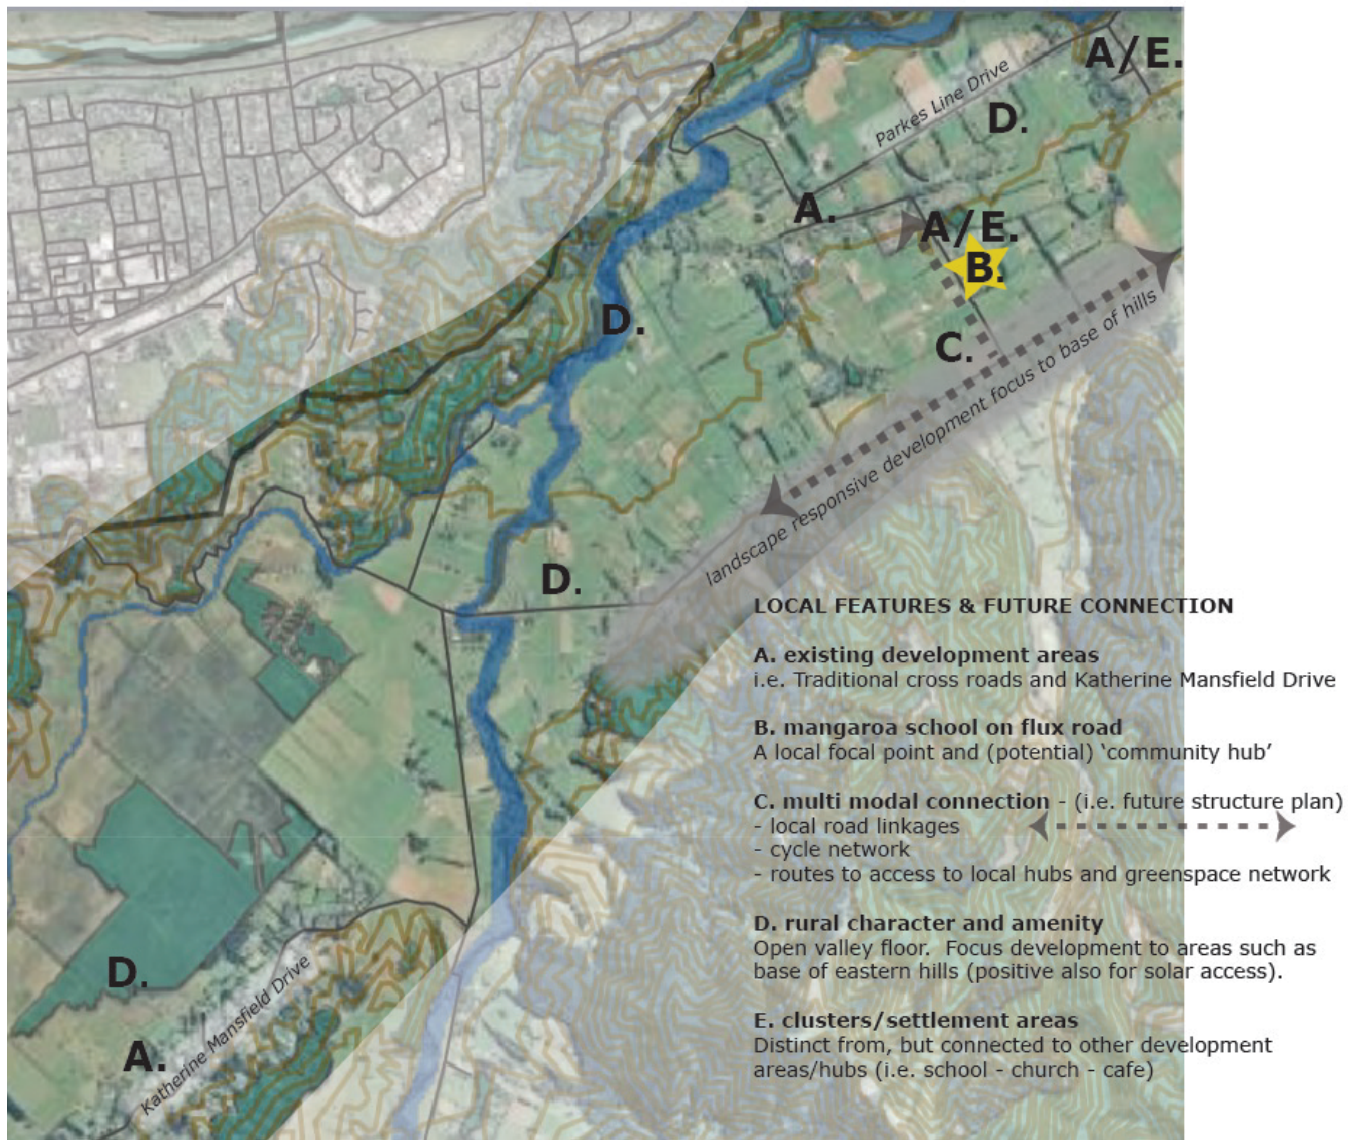 A/E.
Parkes Line Drive
D.
A.
A/E.
B.
D.
C.
landscape responsive development focus to base of hills
D.
LOCAL FEATURES & FUTURE CONNECTION
A. existing development areas
i.e. Traditional cross roads and Katherine Mansfield Drive
B. mangaroa school on flux road
A local focal point and (potential) ‘community hub’
C. multi modal connection - (i.e. future structure plan)
- local road linkages
- cycle network
- routes to access to local hubs and greenspace network
D. rural character and amenity
Open valley floor.  Focus development to areas such as
base of eastern hills (positive also for solar access).
E. clusters/settlement areas
Distinct from, but connected to other development
areas/hubs (i.e. school - church - cafe)
D.
A.
Katherine Mansfield Drive